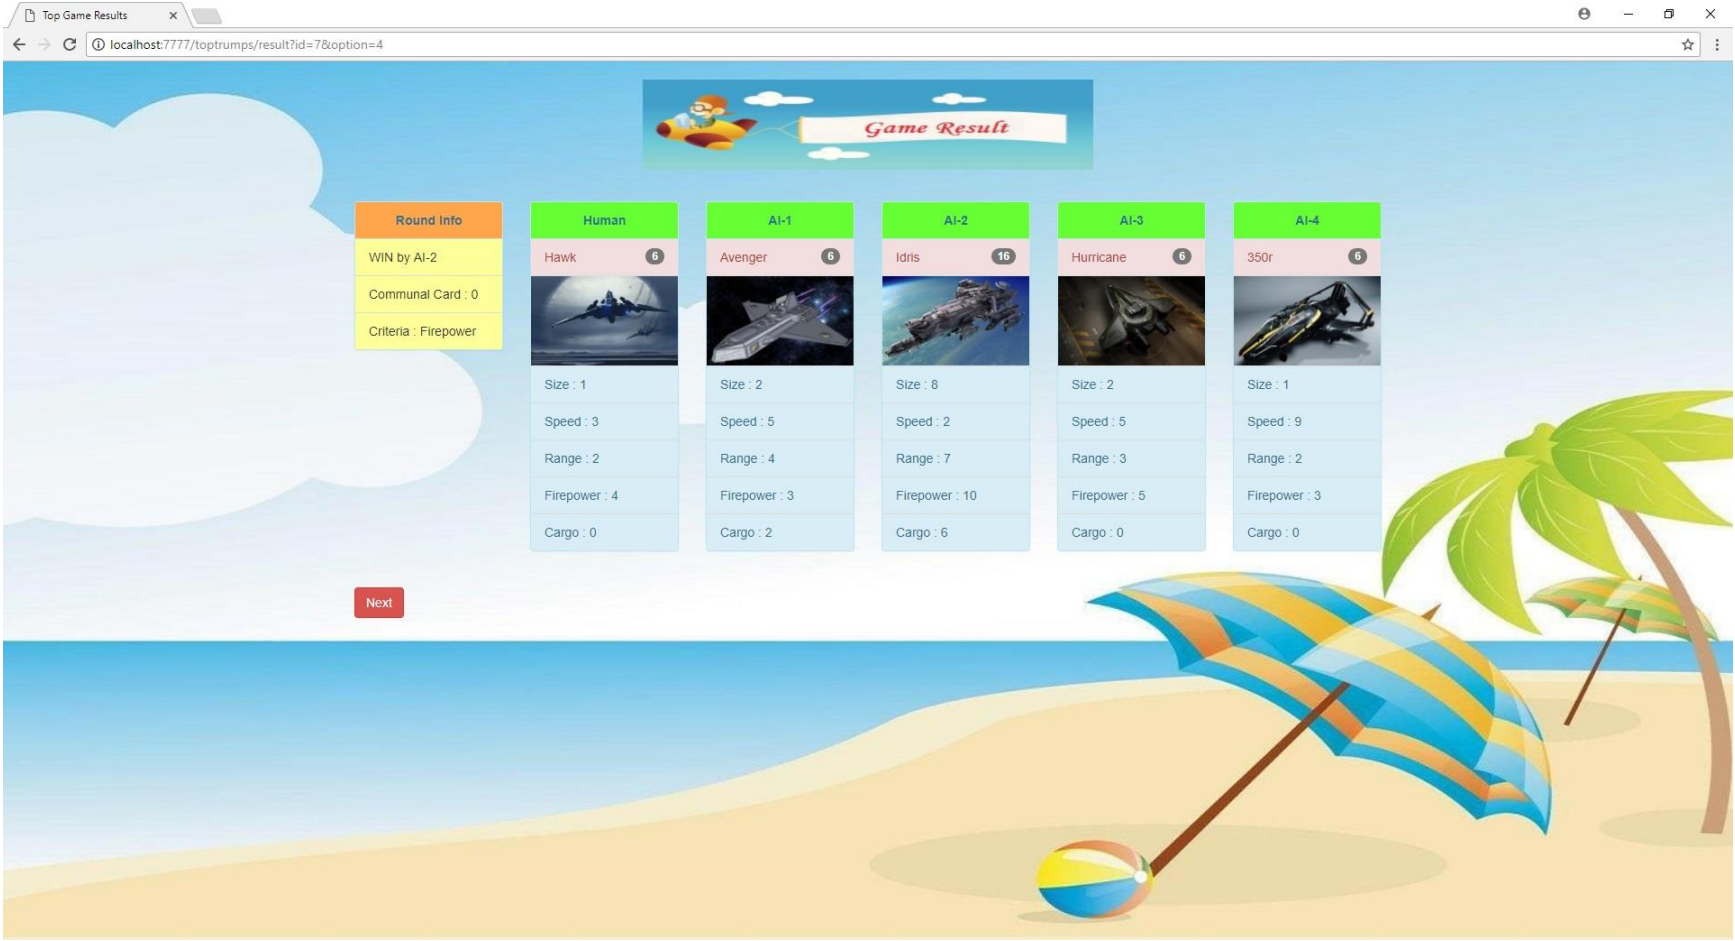 Top Game Results
localhost:7777/toptrumps/result?id=7&option=4
Game Result
Round Info
WIN by AI-2
Communal Card : 0
Criteria : Firepower
Human
Hawk 6
Size : 1
Speed : 3
Range : 2
Firepower : 4
Cargo : 0
AI-1
Avenger 6
Size : 2
Speed : 5
Range : 4
Firepower : 3
Cargo : 2
AI-2
Idris 16
Size : 8
Speed : 2
Range : 7
Firepower : 10
Cargo : 6
AI-3
Hurricane 6
Size : 2
Speed : 5
Range : 3
Firepower : 5
Cargo : 0
AI-4
350r 6
Size : 1
Speed : 9
Range : 2
Firepower : 3
Cargo : 0
Next